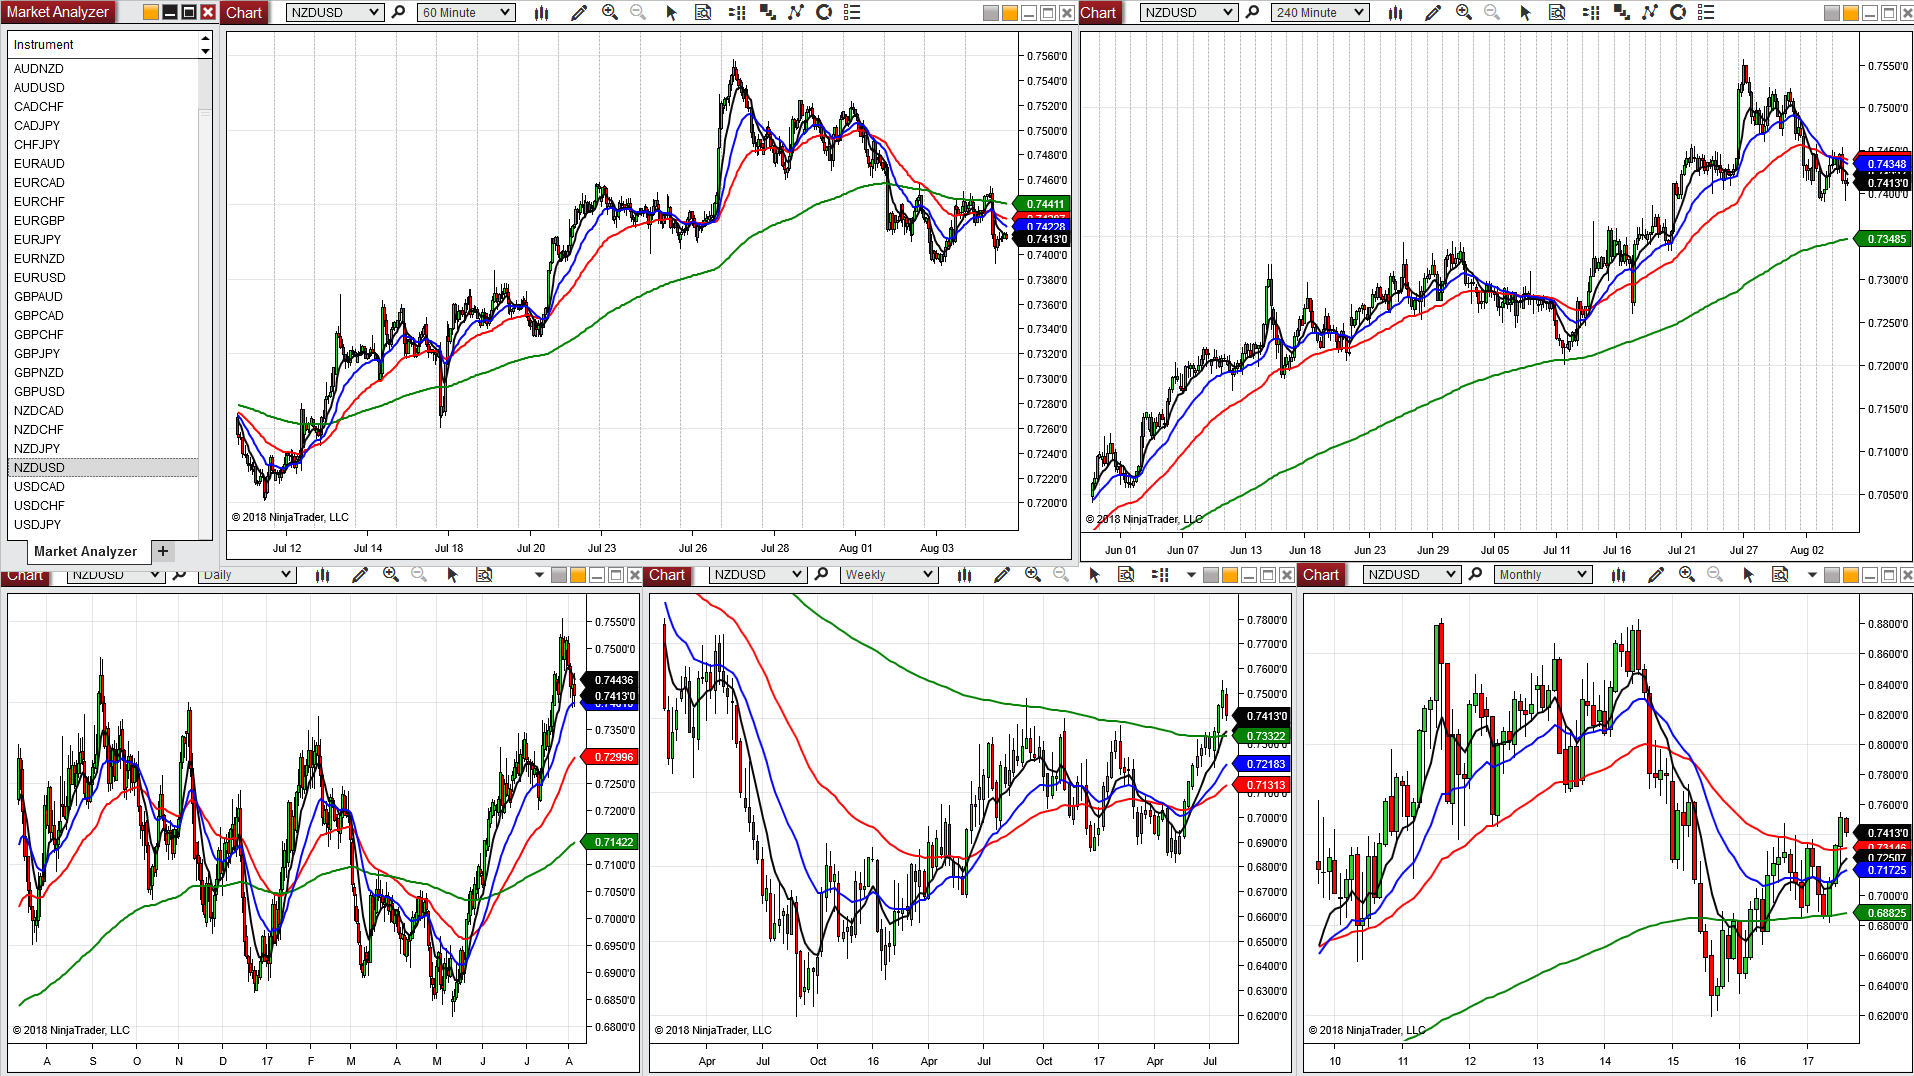 Market Analyzer
Instrument
AUDNZD
AUDUSD
CADCHF
CADJPY
CHFJPY
EURAUD
EURCAD
EURCHF
EURGBP
EURJPY
EURNZD
EURUSD
GBPAUD
GBPCAD
GBPCHF
GBPJPY
GBPNZD
GBPUSD
NZDCAD
NZDCHF
NZDJPY
NZDUSD
USDCAD
USDCHF
USDJPY
Market Analyzer +
Chart NZDUSD 60 Minute
0.7560'0
0.7540'0
0.7520'0
0.7500'0
0.7480'0
0.7460'0
0.74411
0.74228
0.7413'0
0.7400'0
0.7380'0
0.7360'0
0.7340'0
0.7320'0
0.7300'0
0.7280'0
0.7260'0
0.7240'0
0.7220'0
0.7200'0
© 2018 NinjaTrader, LLC
Jul 12 Jul 14 Jul 18 Jul 20 Jul 23 Jul 26 Jul 28 Aug 01 Aug 03
Chart NZDUSD 240 Minute
0.7550'0
0.7500'0
0.74348
0.7413'0
0.7400'0
0.73485
0.7300'0
0.7250'0
0.7200'0
0.7150'0
0.7100'0
0.7050'0
© 2018 NinjaTrader, LLC
Jun 01 Jun 07 Jun 13 Jun 18 Jun 23 Jun 29 Jul 05 Jul 11 Jul 16 Jul 21 Jul 27 Aug 02
Chart NZDUSD Daily
0.7550'0
0.7500'0
0.74436
0.7413'0
0.7350'0
0.72996
0.7250'0
0.7200'0
0.71422
0.7100'0
0.7050'0
0.7000'0
0.6950'0
0.6900'0
0.6850'0
0.6800'0
© 2018 NinjaTrader, LLC
A S O N D 17 F M A M J J A
Chart NZDUSD Weekly
0.7800'0
0.7700'0
0.7600'0
0.7500'0
0.7413'0
0.73322
0.72183
0.71313
0.7000'0
0.6900'0
0.6800'0
0.6700'0
0.6600'0
0.6500'0
0.6400'0
0.6300'0
0.6200'0
© 2018 NinjaTrader, LLC
Apr Jul Oct 16 Apr Jul Oct 17 Apr Jul
Chart NZDUSD Monthly
0.8800'0
0.8600'0
0.8400'0
0.8200'0
0.8000'0
0.7800'0
0.7600'0
0.7413'0
0.72507
0.71725
0.7000'0
0.68825
0.6800'0
0.6600'0
0.6400'0
0.6200'0
© 2018 NinjaTrader, LLC
10 11 12 13 14 15 16 17